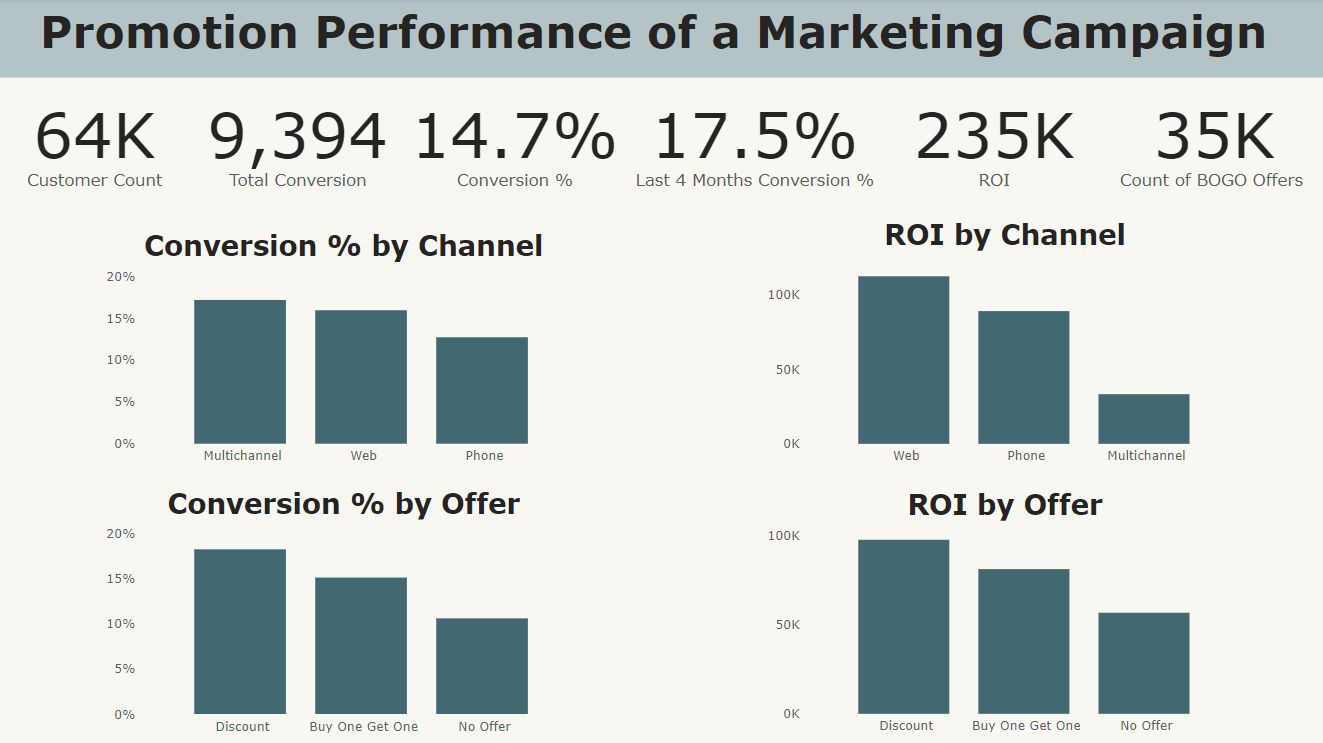 Promotion Performance of a Marketing Campaign
64K 9,394 14.7% 17.5% 235K 35K
Customer Count Total Conversion Conversion % Last 4 Months Conversion % ROI Count of BOGO Offers
Conversion % by Channel
20%
15%
10%
5%
0%
Multichannel Web Phone
ROI by Channel
100K
50K
0K
Web Phone Multichannel
Conversion % by Offer
20%
15%
10%
5%
0%
Discount Buy One Get One No Offer
ROI by Offer
100K
50K
0K
Discount Buy One Get One No Offer